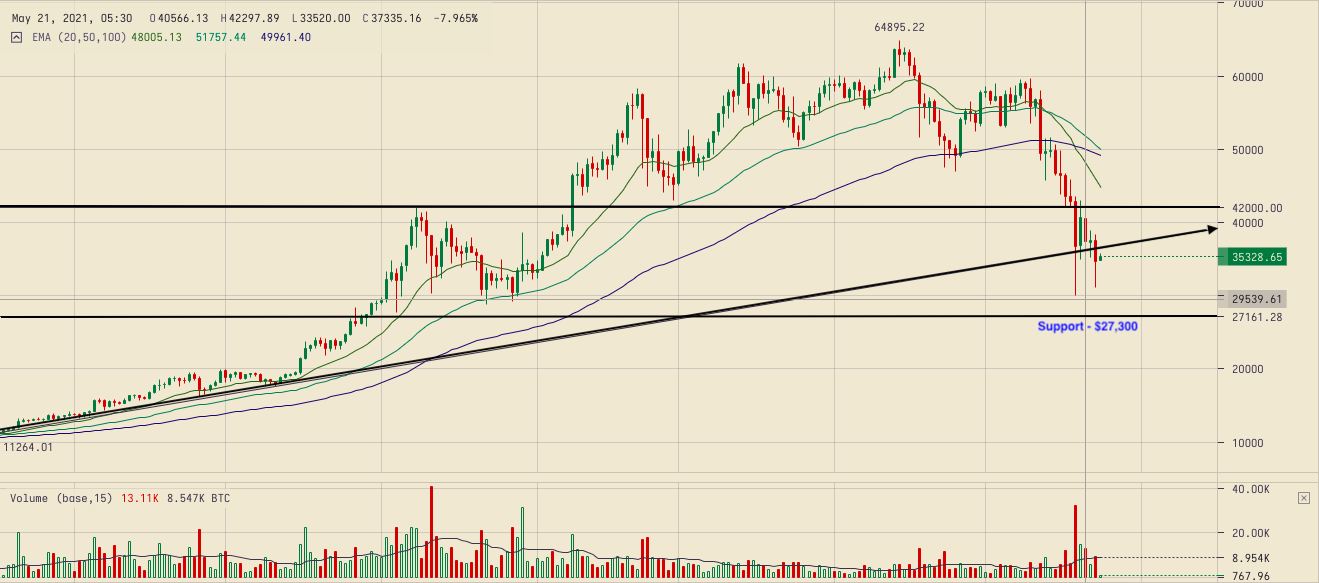 May 21, 2021, 05:30 O40566.13 H42297.89 L33520.00 C37335.16 -7.965%
EMA (20,50,100) 48005.13 51757.44 49961.40
70000
64895.22
60000
50000
42000.00
40000
35328.65
29539.61
27161.28
Support - $27,300
20000
10000
11264.01
Volume (base,15) 13.11K 8.547K BTC
40.00K
20.00K
8.954K
767.96